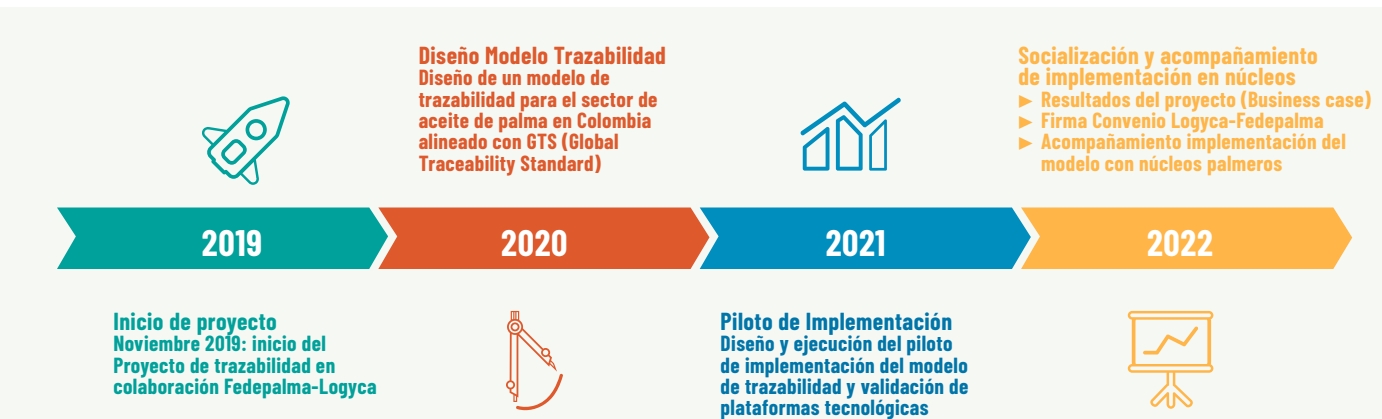 Diseño Modelo Trazabilidad
Diseño de un modelo de
trazabilidad para el sector de
aceite de palma en Colombia
alineado con GTS (Global
Traceability Standard)
Socialización y acompañamiento
de implementación en núcleos
► Resultados del proyecto (Business case)
► Firma Convenio Logyca-Fedepalma
► Acompañamiento implementación del
modelo con núcleos palmeros
2019
2020
2021
2022
Inicio de proyecto
Noviembre 2019: inicio del
Proyecto de trazabilidad en
colaboración Fedepalma-Logyca
Piloto de Implementación
Diseño y ejecución del piloto
de implementación del modelo
de trazabilidad y validación de
plataformas tecnológicas